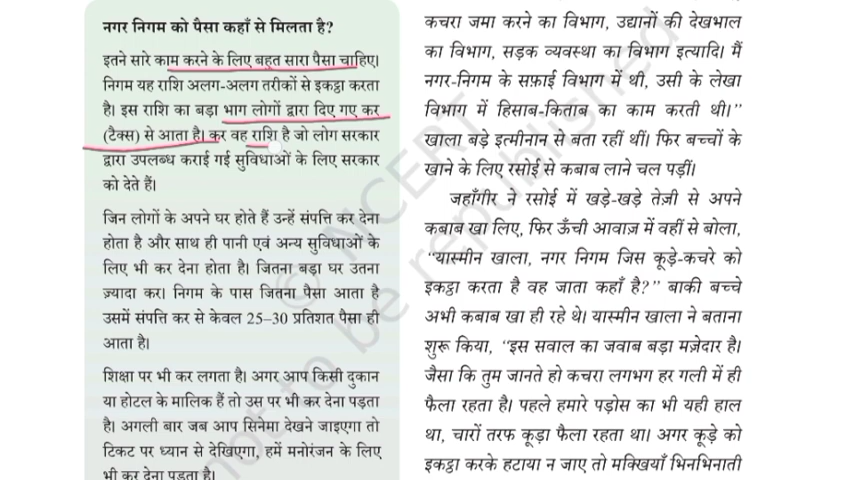 नगर निगम को पैसा कहाँ से मिलता है?
इतने सारे काम करने के लिए बहुत सारा पैसा चाहिए।
निगम यह राशि अलग-अलग तरीकों से इकट्ठा करता
है। इस राशि का बड़ा भाग लोगों द्वारा दिए गए कर
(टैक्स) से आता है। कर वह राशि है जो लोग सरकार
द्वारा उपलब्ध कराई गई सुविधाओं के लिए सरकार
को देते हैं।
जिन लोगों के अपने घर होते हैं उन्हें संपत्ति कर देना
होता है और साथ ही पानी एवं अन्य सुविधाओं के
लिए भी कर देना होता है। जितना बड़ा घर उतना
ज़्यादा कर। निगम के पास जितना पैसा आता है
उसमें संपत्ति कर से केवल 25–30 प्रतिशत पैसा ही
आता है।
शिक्षा पर भी कर लगता है। अगर आप किसी दुकान
या होटल के मालिक हैं तो उस पर भी कर देना पड़ता है।
अगली बार जब आप सिनेमा देखने जाइएगा तो
टिकट पर ध्यान से देखिएगा, हमें मनोरंजन के लिए
भी कर देना पड़ता है।
कचरा जमा करने का विभाग, उद्यानों की देखभाल
का विभाग, सड़क व्यवस्था का विभाग इत्यादि। मैं
नगर-निगम के सफ़ाई विभाग में थी, उसी के लेखा
विभाग में हिसाब-किताब का काम करती थी।”
खाला बड़े इत्मीनान से बता रहीं थीं। फिर बच्चों के
खाने के लिए रसोई से कबाब लाने चल पड़ीं।
जहाँगीर ने रसोई में खड़े-खड़े तेज़ी से अपने
कबाब खा लिए, फिर ऊँची आवाज़ में वहीं से बोला,
“यास्मीन खाला, नगर निगम जिस कूड़े-कचरे को
इकट्ठा करता है वह जाता कहाँ है?” बाकी बच्चे
अभी कबाब खा ही रहे थे। यास्मीन खाला ने बताना
शुरू किया, “इस सवाल का जवाब बड़ा मज़ेदार है।
जैसा कि तुम जानते हो कचरा लगभग हर गली में ही
फैला रहता है। पहले हमारे पड़ोस का भी यही हाल
था, चारों तरफ कूड़ा फैला रहता था। अगर कूड़े को
इकट्ठा करके हटाया न जाए तो मक्खियाँ भिनभिनाती
© NCERT
not to be republished